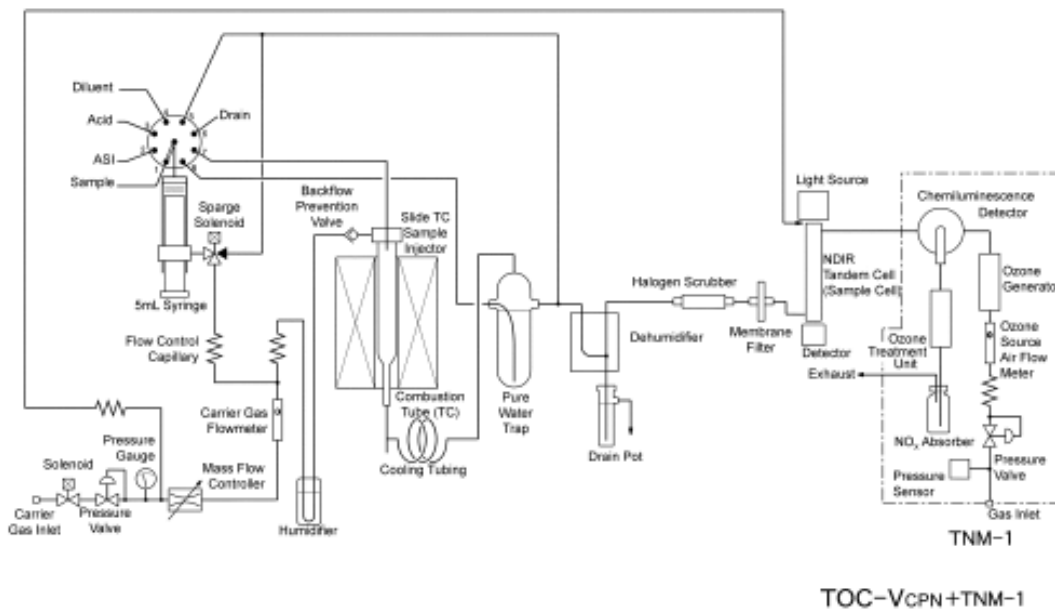 Diluent
Acid
ASI
Sample
Drain
Sparge
Solenoid
5mL Syringe
Flow Control
Capillary
Backflow
Prevention
Valve
Slide TC
Sample
Injector
Carrier Gas
Flowmeter
Combustion
Tube (TC)
Cooling Tubing
Pure
Water
Trap
Solenoid
Pressure
Gauge
Mass Flow
Controller
Carrier
Gas Inlet
Pressure
Valve
Humidifier
Halogen Scrubber
Dehumidifier
Membrane
Filter
Drain Pot
Light Source
NDIR
Tandem Cell
(Sample Cell)
Detector
Chemiluminescence
Detector
Ozone
Generator
Ozone
Source
Air Flow
Meter
Ozone
Treatment
Unit
Exhaust
NOx Absorber
Pressure
Sensor
Pressure
Valve
Gas Inlet
TNM-1
TOC-VCPN+TNM-1